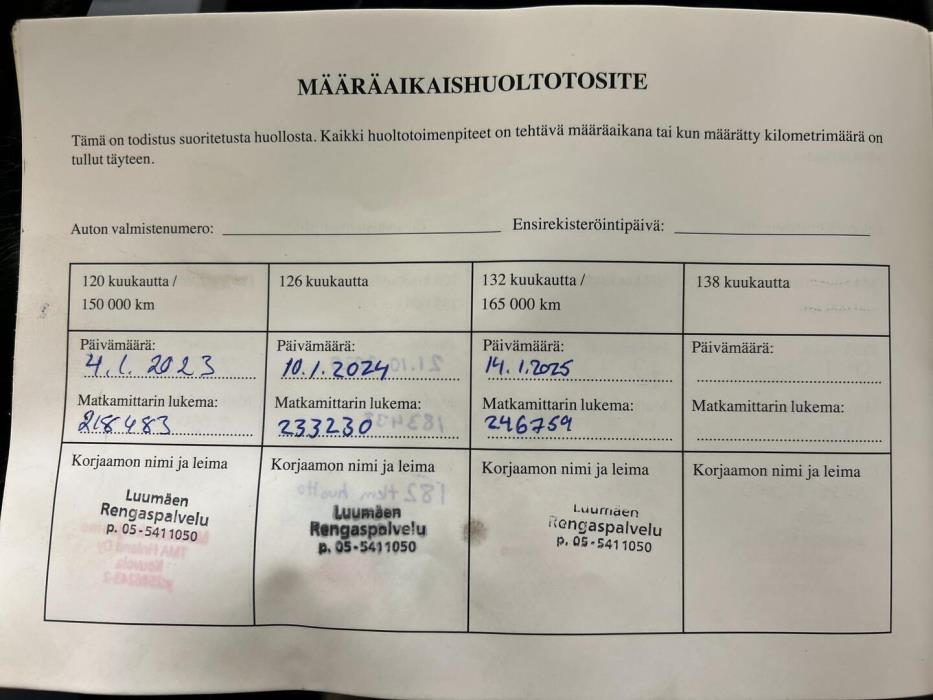 MÄÄRÄAIKAISHUOLTOTOSITE
Tämä on todistus suoritetusta huollosta. Kaikki huoltotoimenpiteet on tehtävä määräaikana tai kun määrätty kilometrimäärä on
tullut täyteen.
Auton valmistenumero: Ensirekisteröintipäivä:
120 kuukautta /
150 000 km
126 kuukautta
132 kuukautta /
165 000 km
138 kuukautta
Päivämäärä:
4.1.2023
Päivämäärä:
10.1.2024
Päivämäärä:
14.1.2025
Päivämäärä:
Matkamittarin lukema:
218483
Matkamittarin lukema:
233230
Matkamittarin lukema:
246759
Matkamittarin lukema:
Korjaamon nimi ja leima
Luumäen
Rengaspalvelu
p. 05-5411050
Korjaamon nimi ja leima
Luumäen
Rengaspalvelu
p. 05-5411050
Korjaamon nimi ja leima
Luumäen
Rengaspalvelu
p. 05-5411050
Korjaamon nimi ja leima